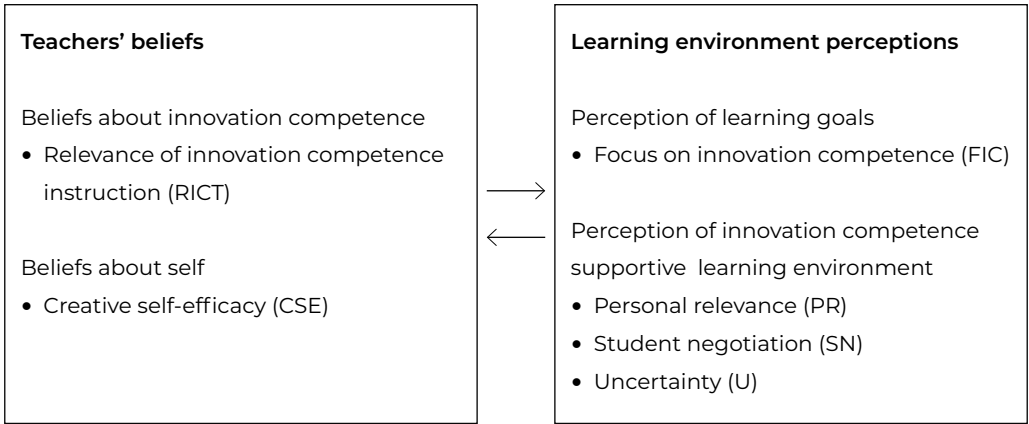 Teachers’ beliefs
Beliefs about innovation competence
• Relevance of innovation competence
instruction (RICT)
Beliefs about self
• Creative self-efficacy (CSE)
Learning environment perceptions
Perception of learning goals
• Focus on innovation competence (FIC)
Perception of innovation competence
supportive learning environment
• Personal relevance (PR)
• Student negotiation (SN)
• Uncertainty (U)